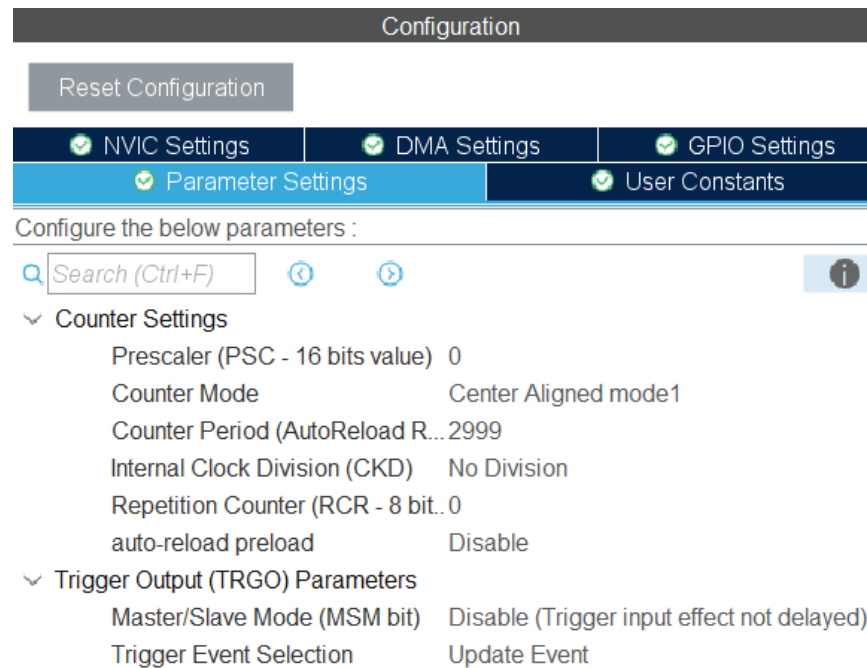 Configuration
Reset Configuration
NVIC Settings DMA Settings GPIO Settings
Parameter Settings User Constants
Configure the below parameters :
Search (Ctrl+F)
Counter Settings
Prescaler (PSC - 16 bits value) 0
Counter Mode Center Aligned mode1
Counter Period (AutoReload R... 2999
Internal Clock Division (CKD) No Division
Repetition Counter (RCR - 8 bit.. 0
auto-reload preload Disable
Trigger Output (TRGO) Parameters
Master/Slave Mode (MSM bit) Disable (Trigger input effect not delayed)
Trigger Event Selection Update Event